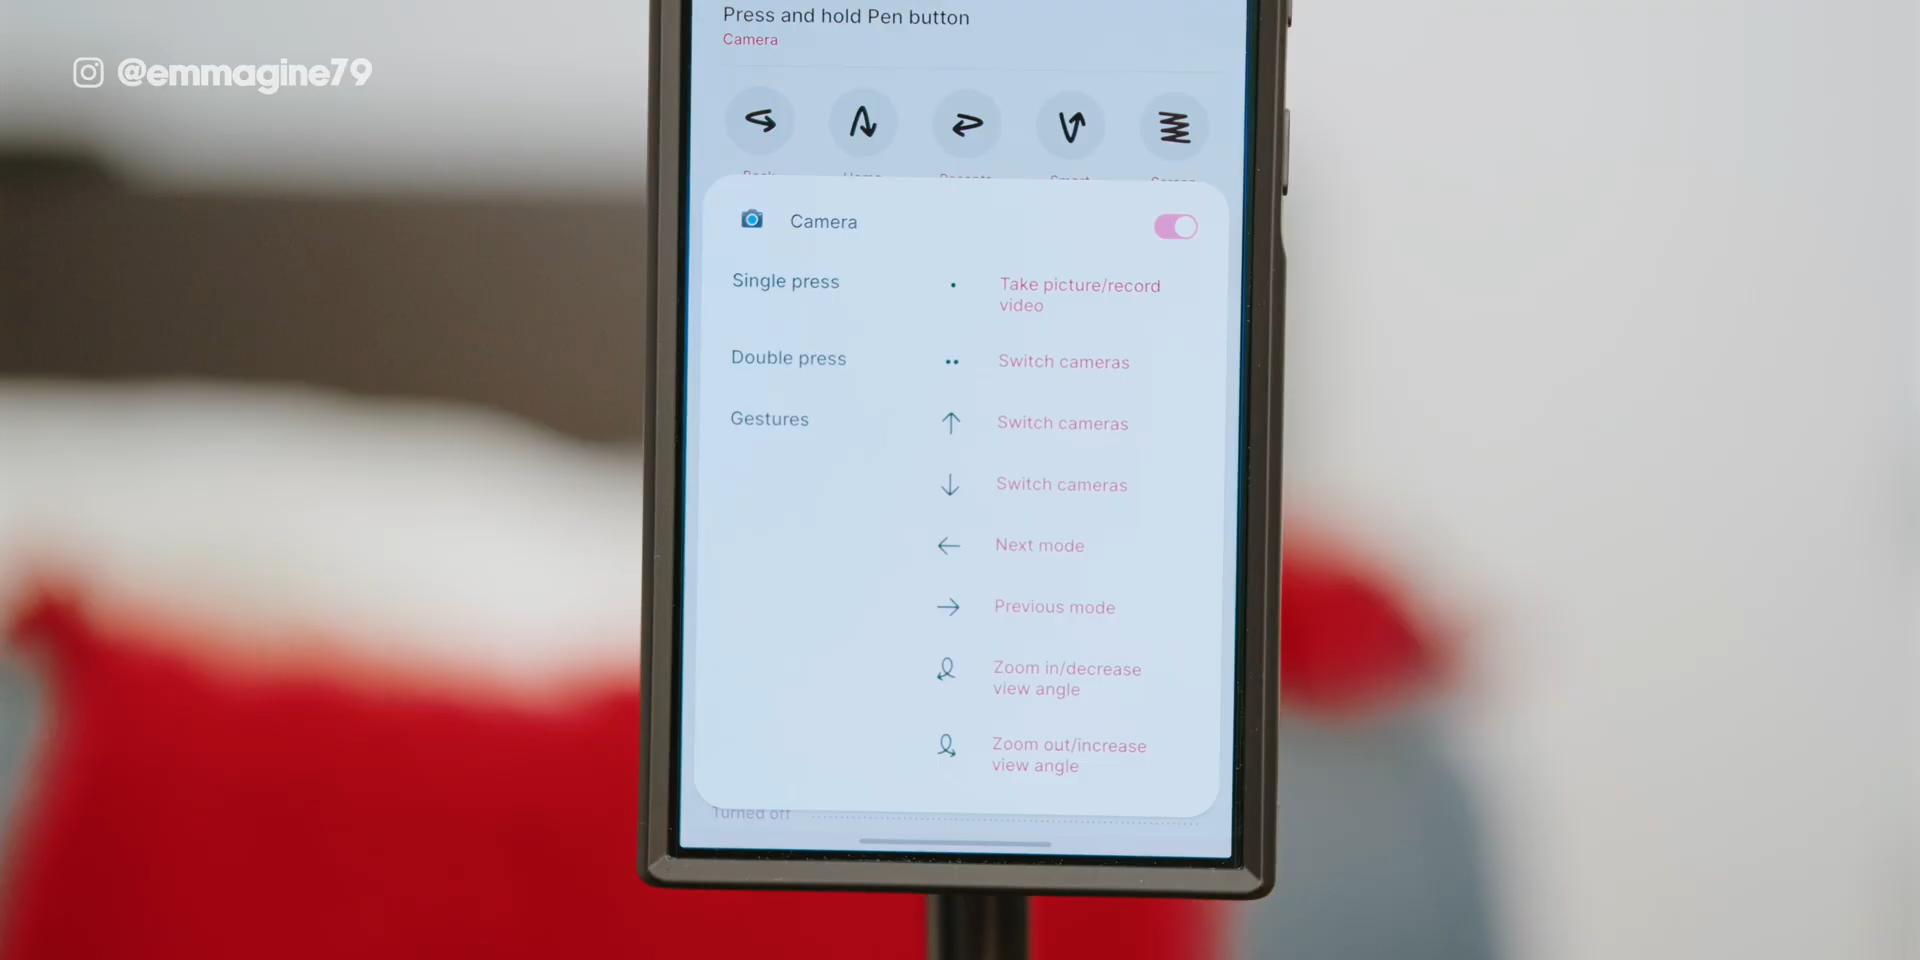 @emmagine79
Press and hold Pen button
Camera
Camera
Single press
Take picture/record
video
Double press
Switch cameras
Gestures
Switch cameras
Switch cameras
Next mode
Previous mode
Zoom in/decrease
view angle
Zoom out/increase
view angle
Turned off